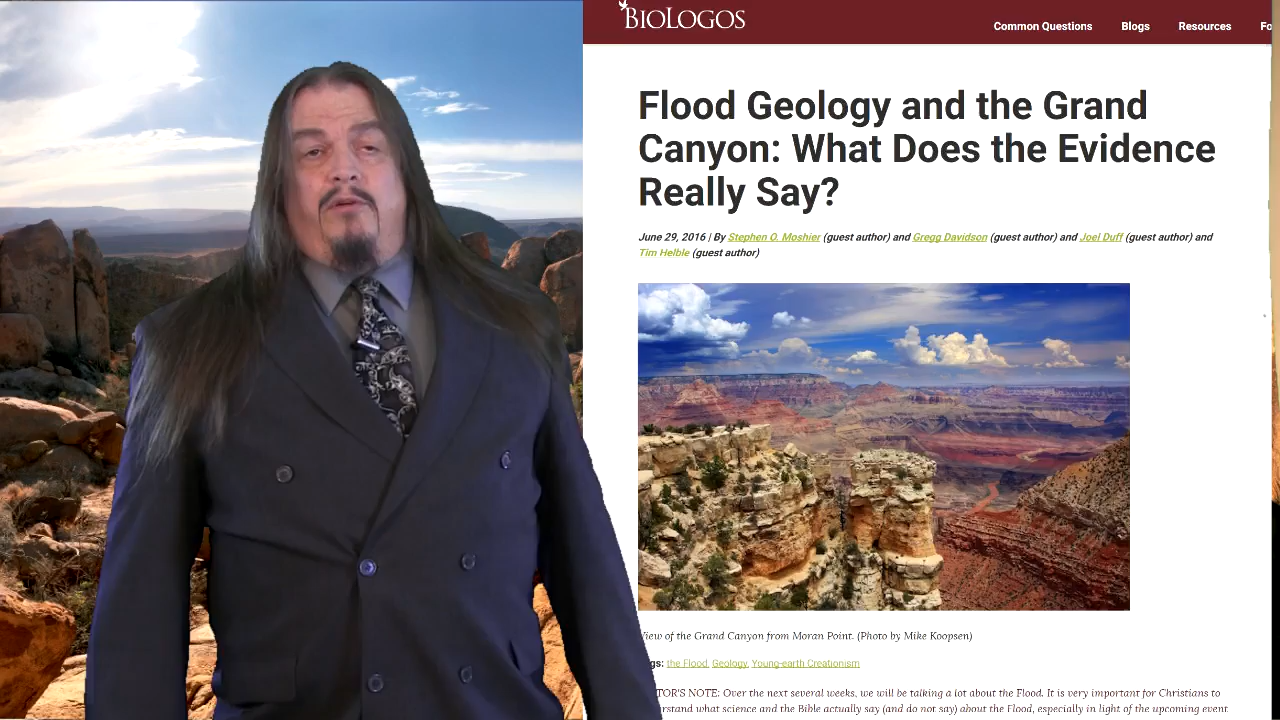 BIOLOGOS
Common Questions Blogs Resources Fo
Flood Geology and the Grand
Canyon: What Does the Evidence
Really Say?
June 29, 2016 | By Stephen O. Moshier (guest author) and Gregg Davidson (guest author) and Joel Duff (guest author) and
Tim Helble (guest author)
View of the Grand Canyon from Moran Point. (Photo by Mike Koopsen)
gs: the Flood, Geology, Young-earth Creationism
TOR'S NOTE: Over the next several weeks, we will be talking a lot about the Flood. It is very important for Christians to
rstand what science and the Bible actually say (and do not say) about the Flood, especially in light of the upcoming event